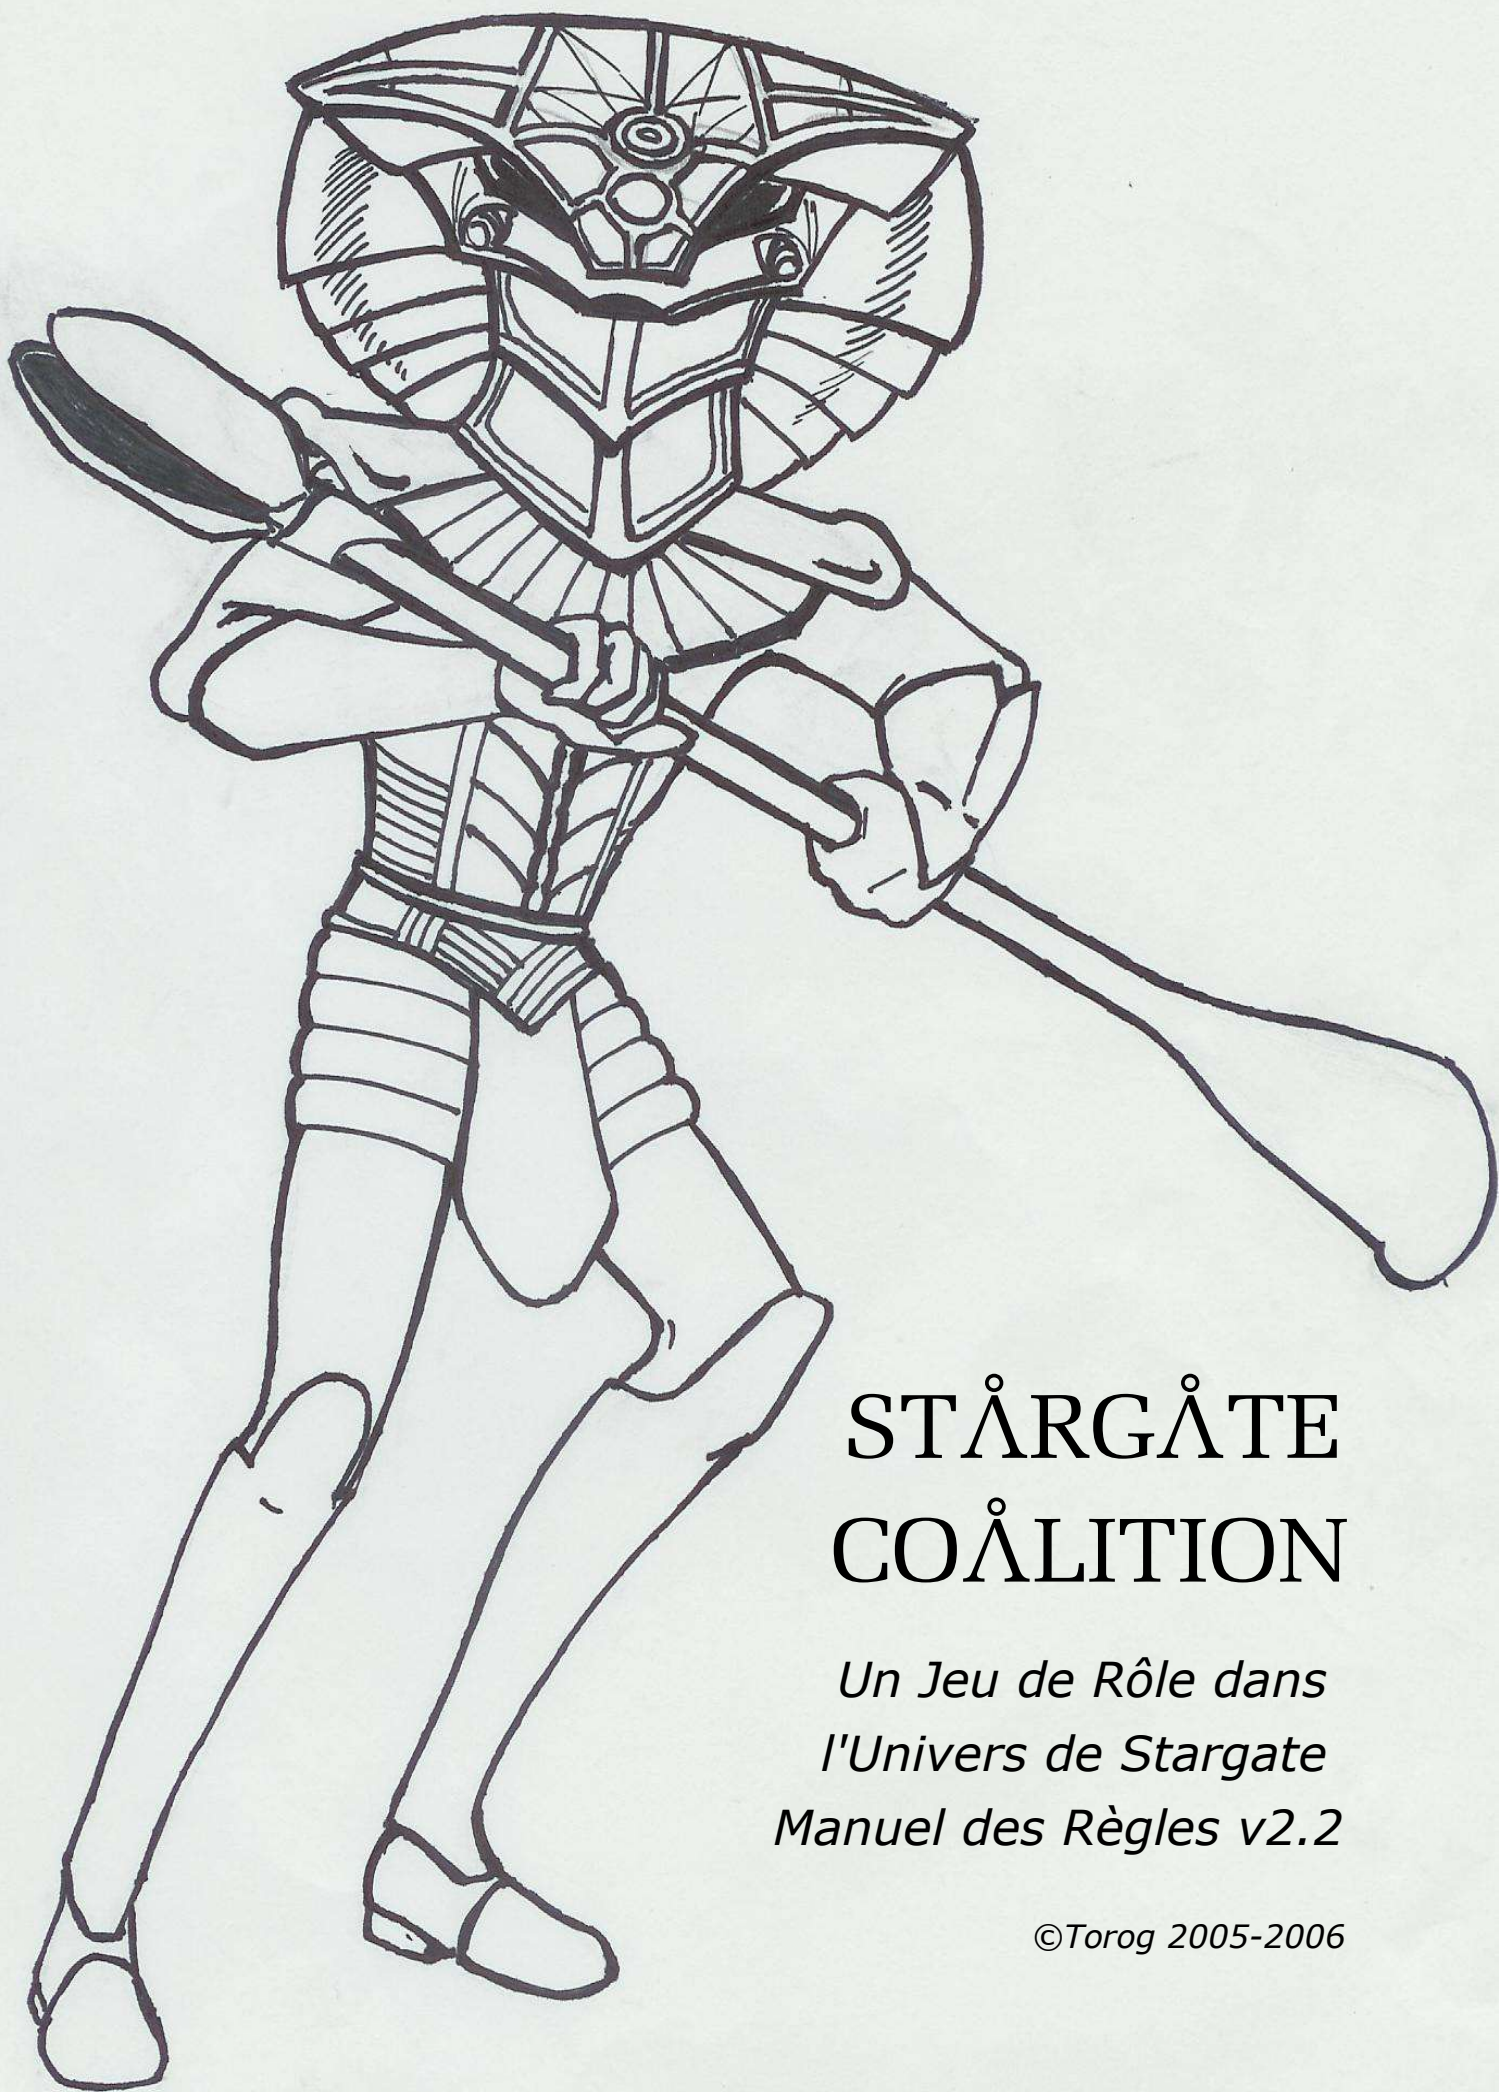 STÅRGÅTE
COÅLITION
Un Jeu de Rôle dans
l'Univers de Stargate
Manuel des Règles v2.2
©Torog 2005-2006